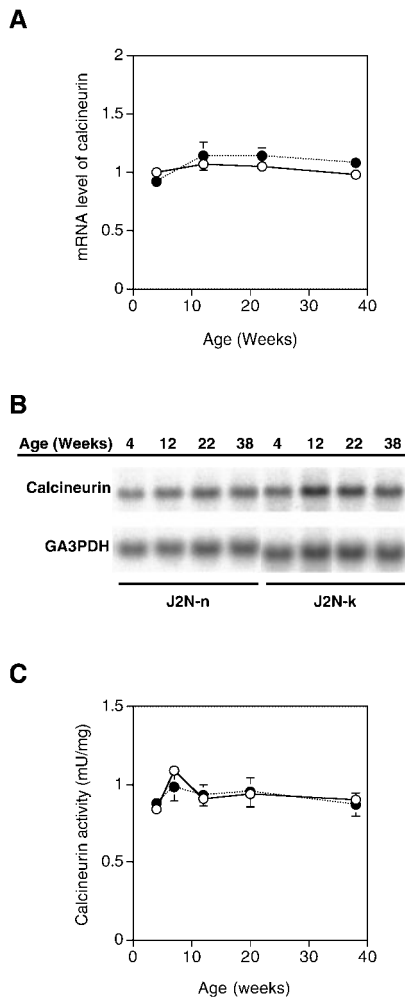 A
mRNA level of calcineurin
2
1.5
1
0.5
0
0 10 20 30 40
Age (Weeks)
B
Age (Weeks) 4 12 22 38 4 12 22 38
Calcineurin
GA3PDH
J2N-n J2N-k
C
Calcineurin activity (mU/mg)
1.5
1
0.5
0
0 10 20 30 40
Age (weeks)